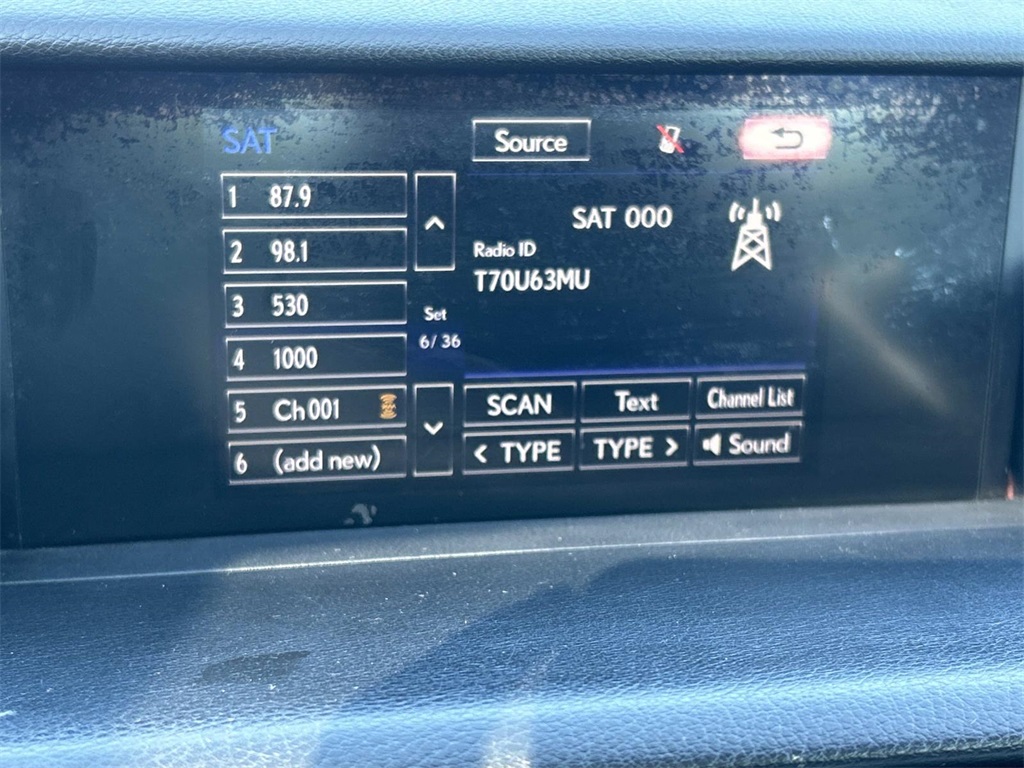 SAT
Source
1 87.9
2 98.1
3 530
4 1000
5 Ch 001
6 (add new)
Set
6/36
SAT 000
Radio ID
T70U63MU
SCAN
Text
Channel List
< TYPE
TYPE >
Sound